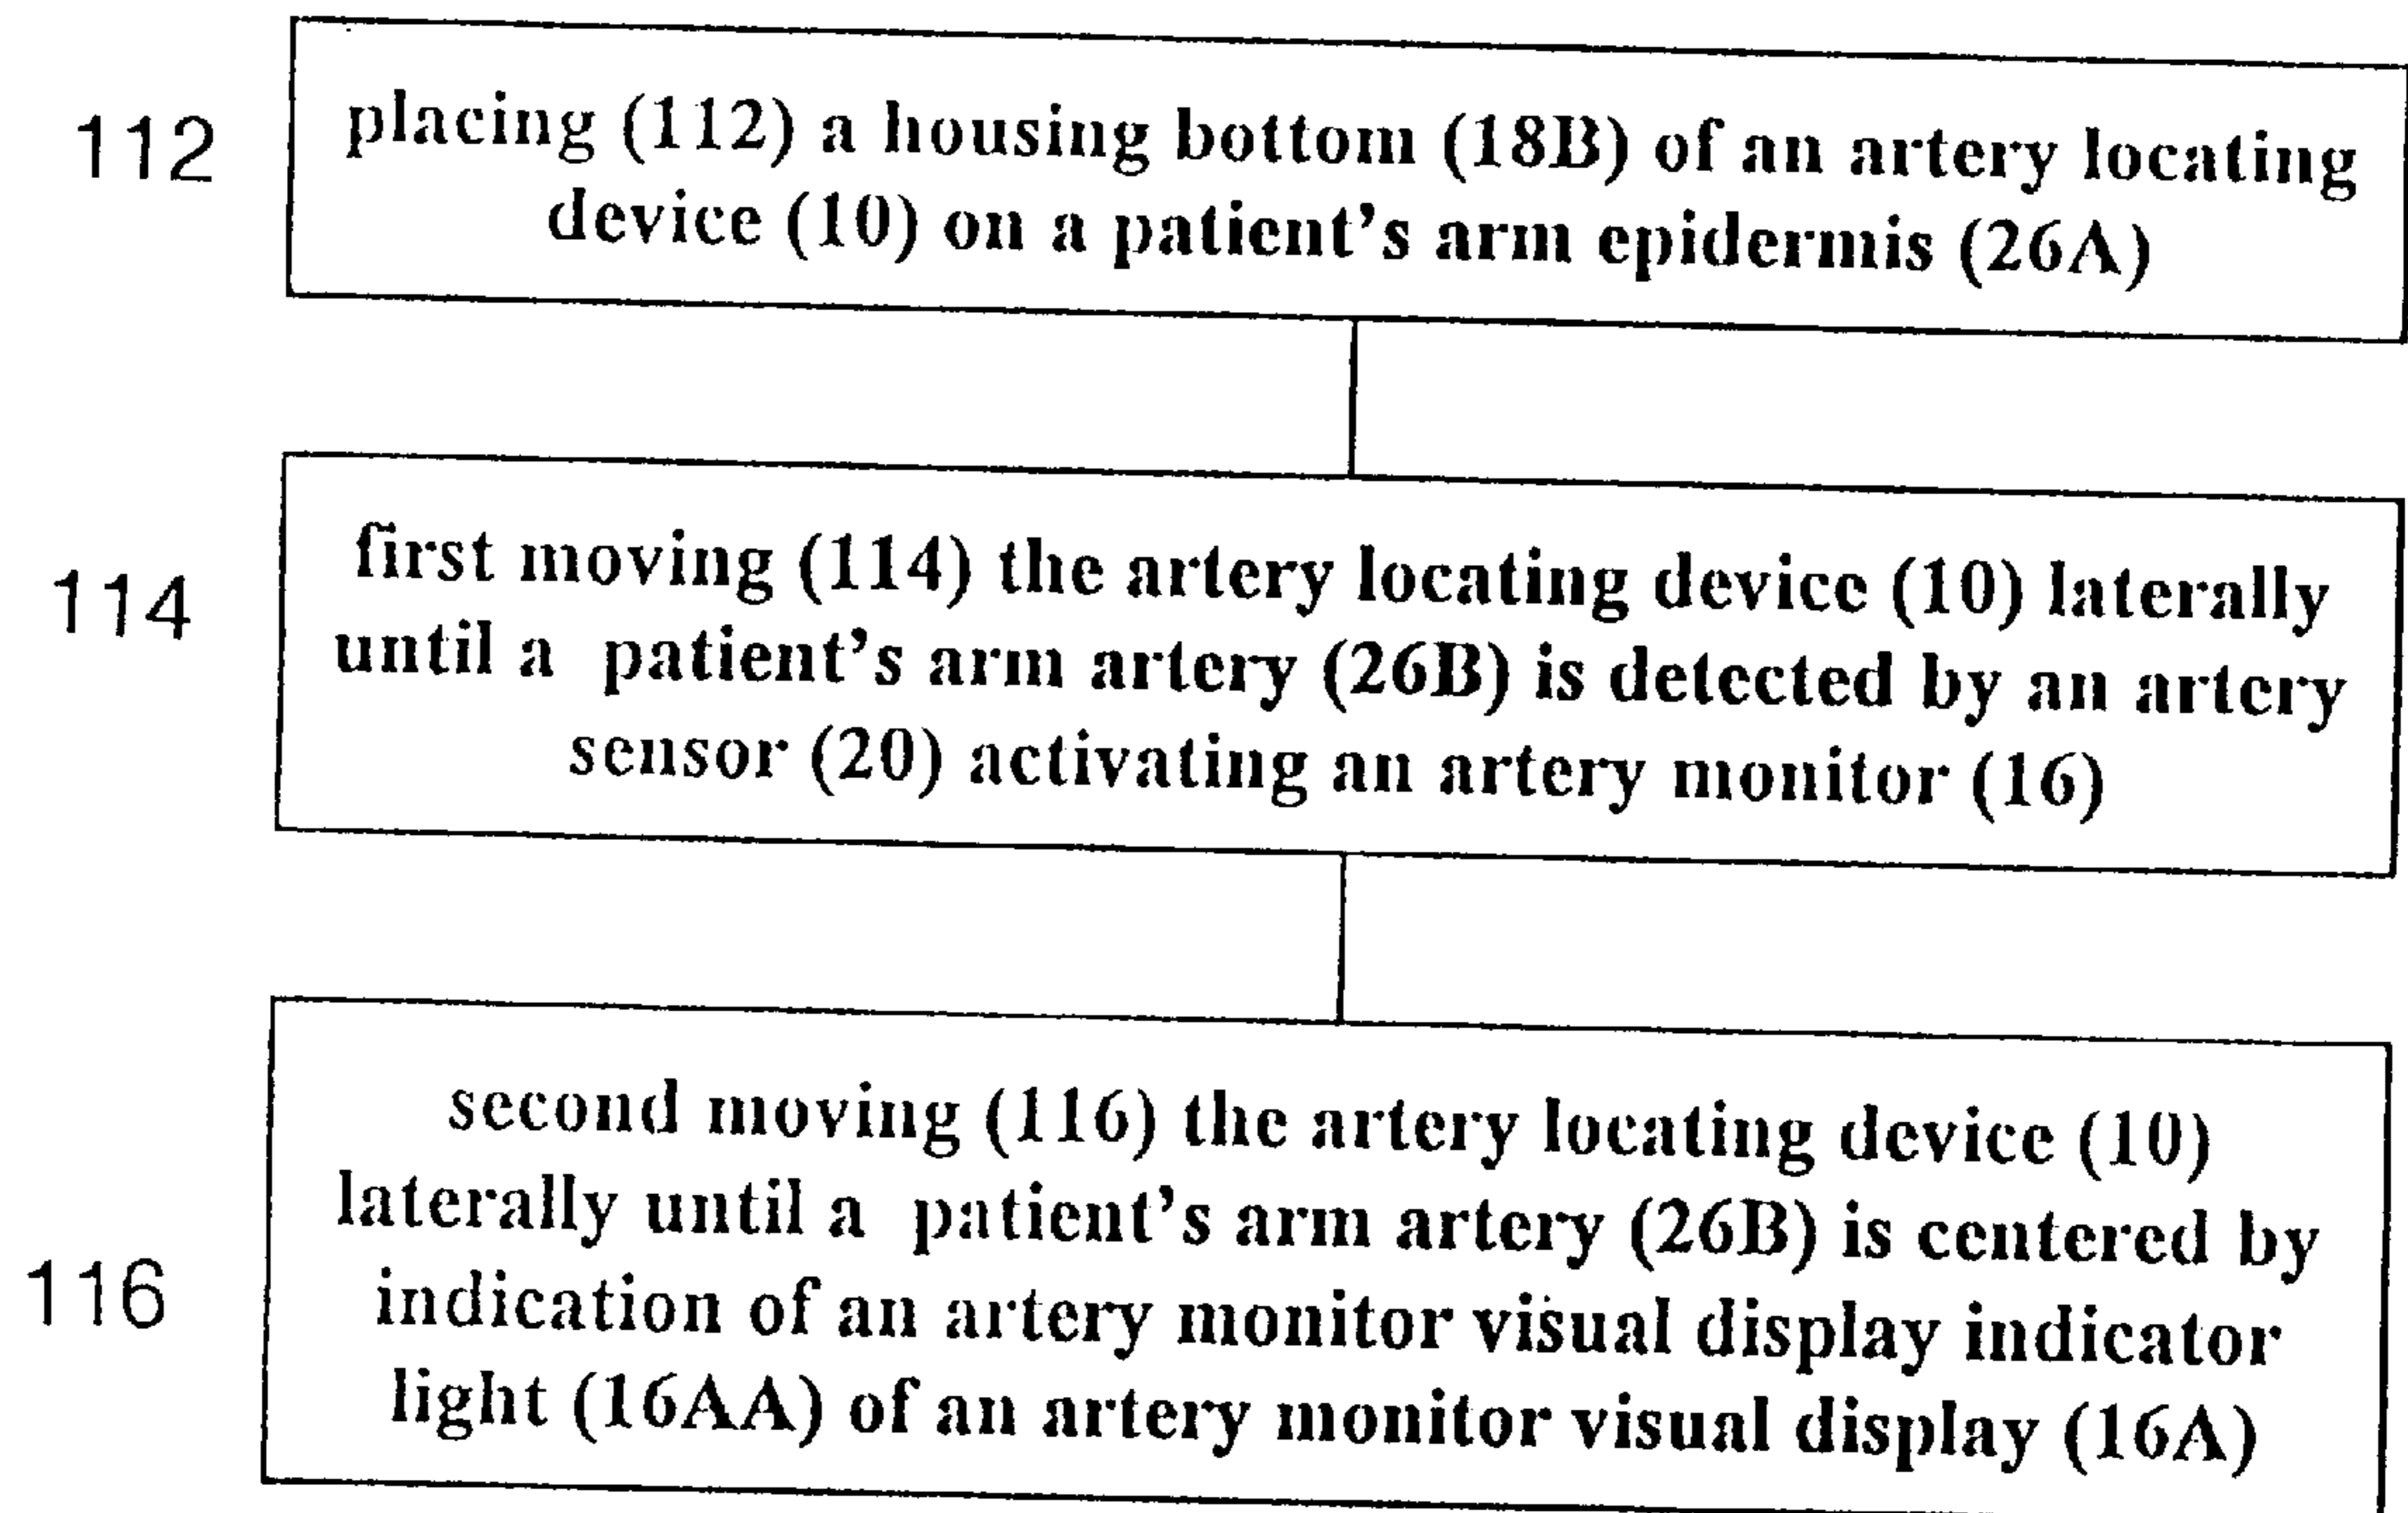 112
placing (112) a housing bottom (18B) of an artery locating
device (10) on a patient's arm epidermis (26A)
114
first moving (114) the artery locating device (10) laterally
until a patient's arm artery (26B) is detected by an artery
sensor (20) activating an artery monitor (16)
116
second moving (116) the artery locating device (10)
laterally until a patient's arm artery (26B) is centered by
indication of an artery monitor visual display indicator
light (16AA) of an artery monitor visual display (16A)